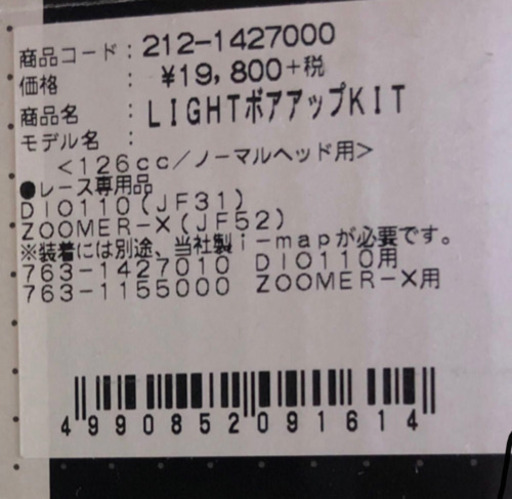 商品コード：212-1427000
価格　　　：￥19,800+税
商品名　　：LIGHTボアアップKIT
モデル名　：
<126cc/ノーマルヘッド用>
●レース専用品
DIO110(JF31)
ZOOMER-X(JF52)
※装着には別途、当社製i-mapが必要です。
763-1427010 DIO110用
763-1155000 ZOOMER-X用
4990852091614